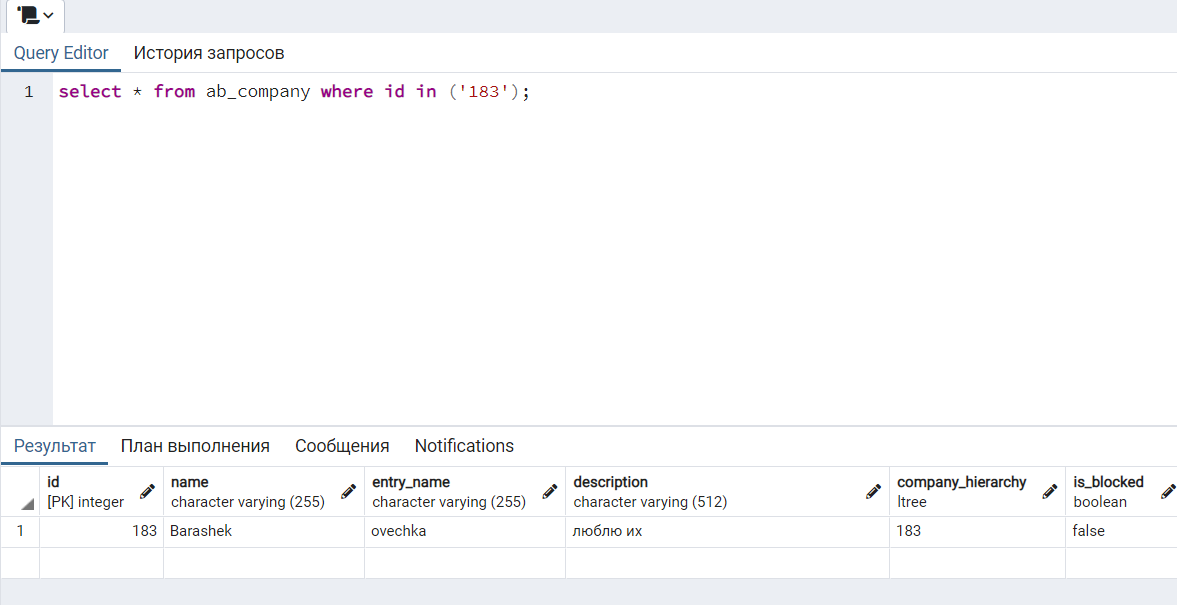 Query Editor История запросов
1 select * from ab_company where id in ('183');
Результат План выполнения Сообщения Notifications
id name entry_name description company_hierarchy is_blocked
[PK] integer character varying (255) character varying (255) character varying (512) ltree boolean
1 183 Barashek ovechka люблю их 183 false